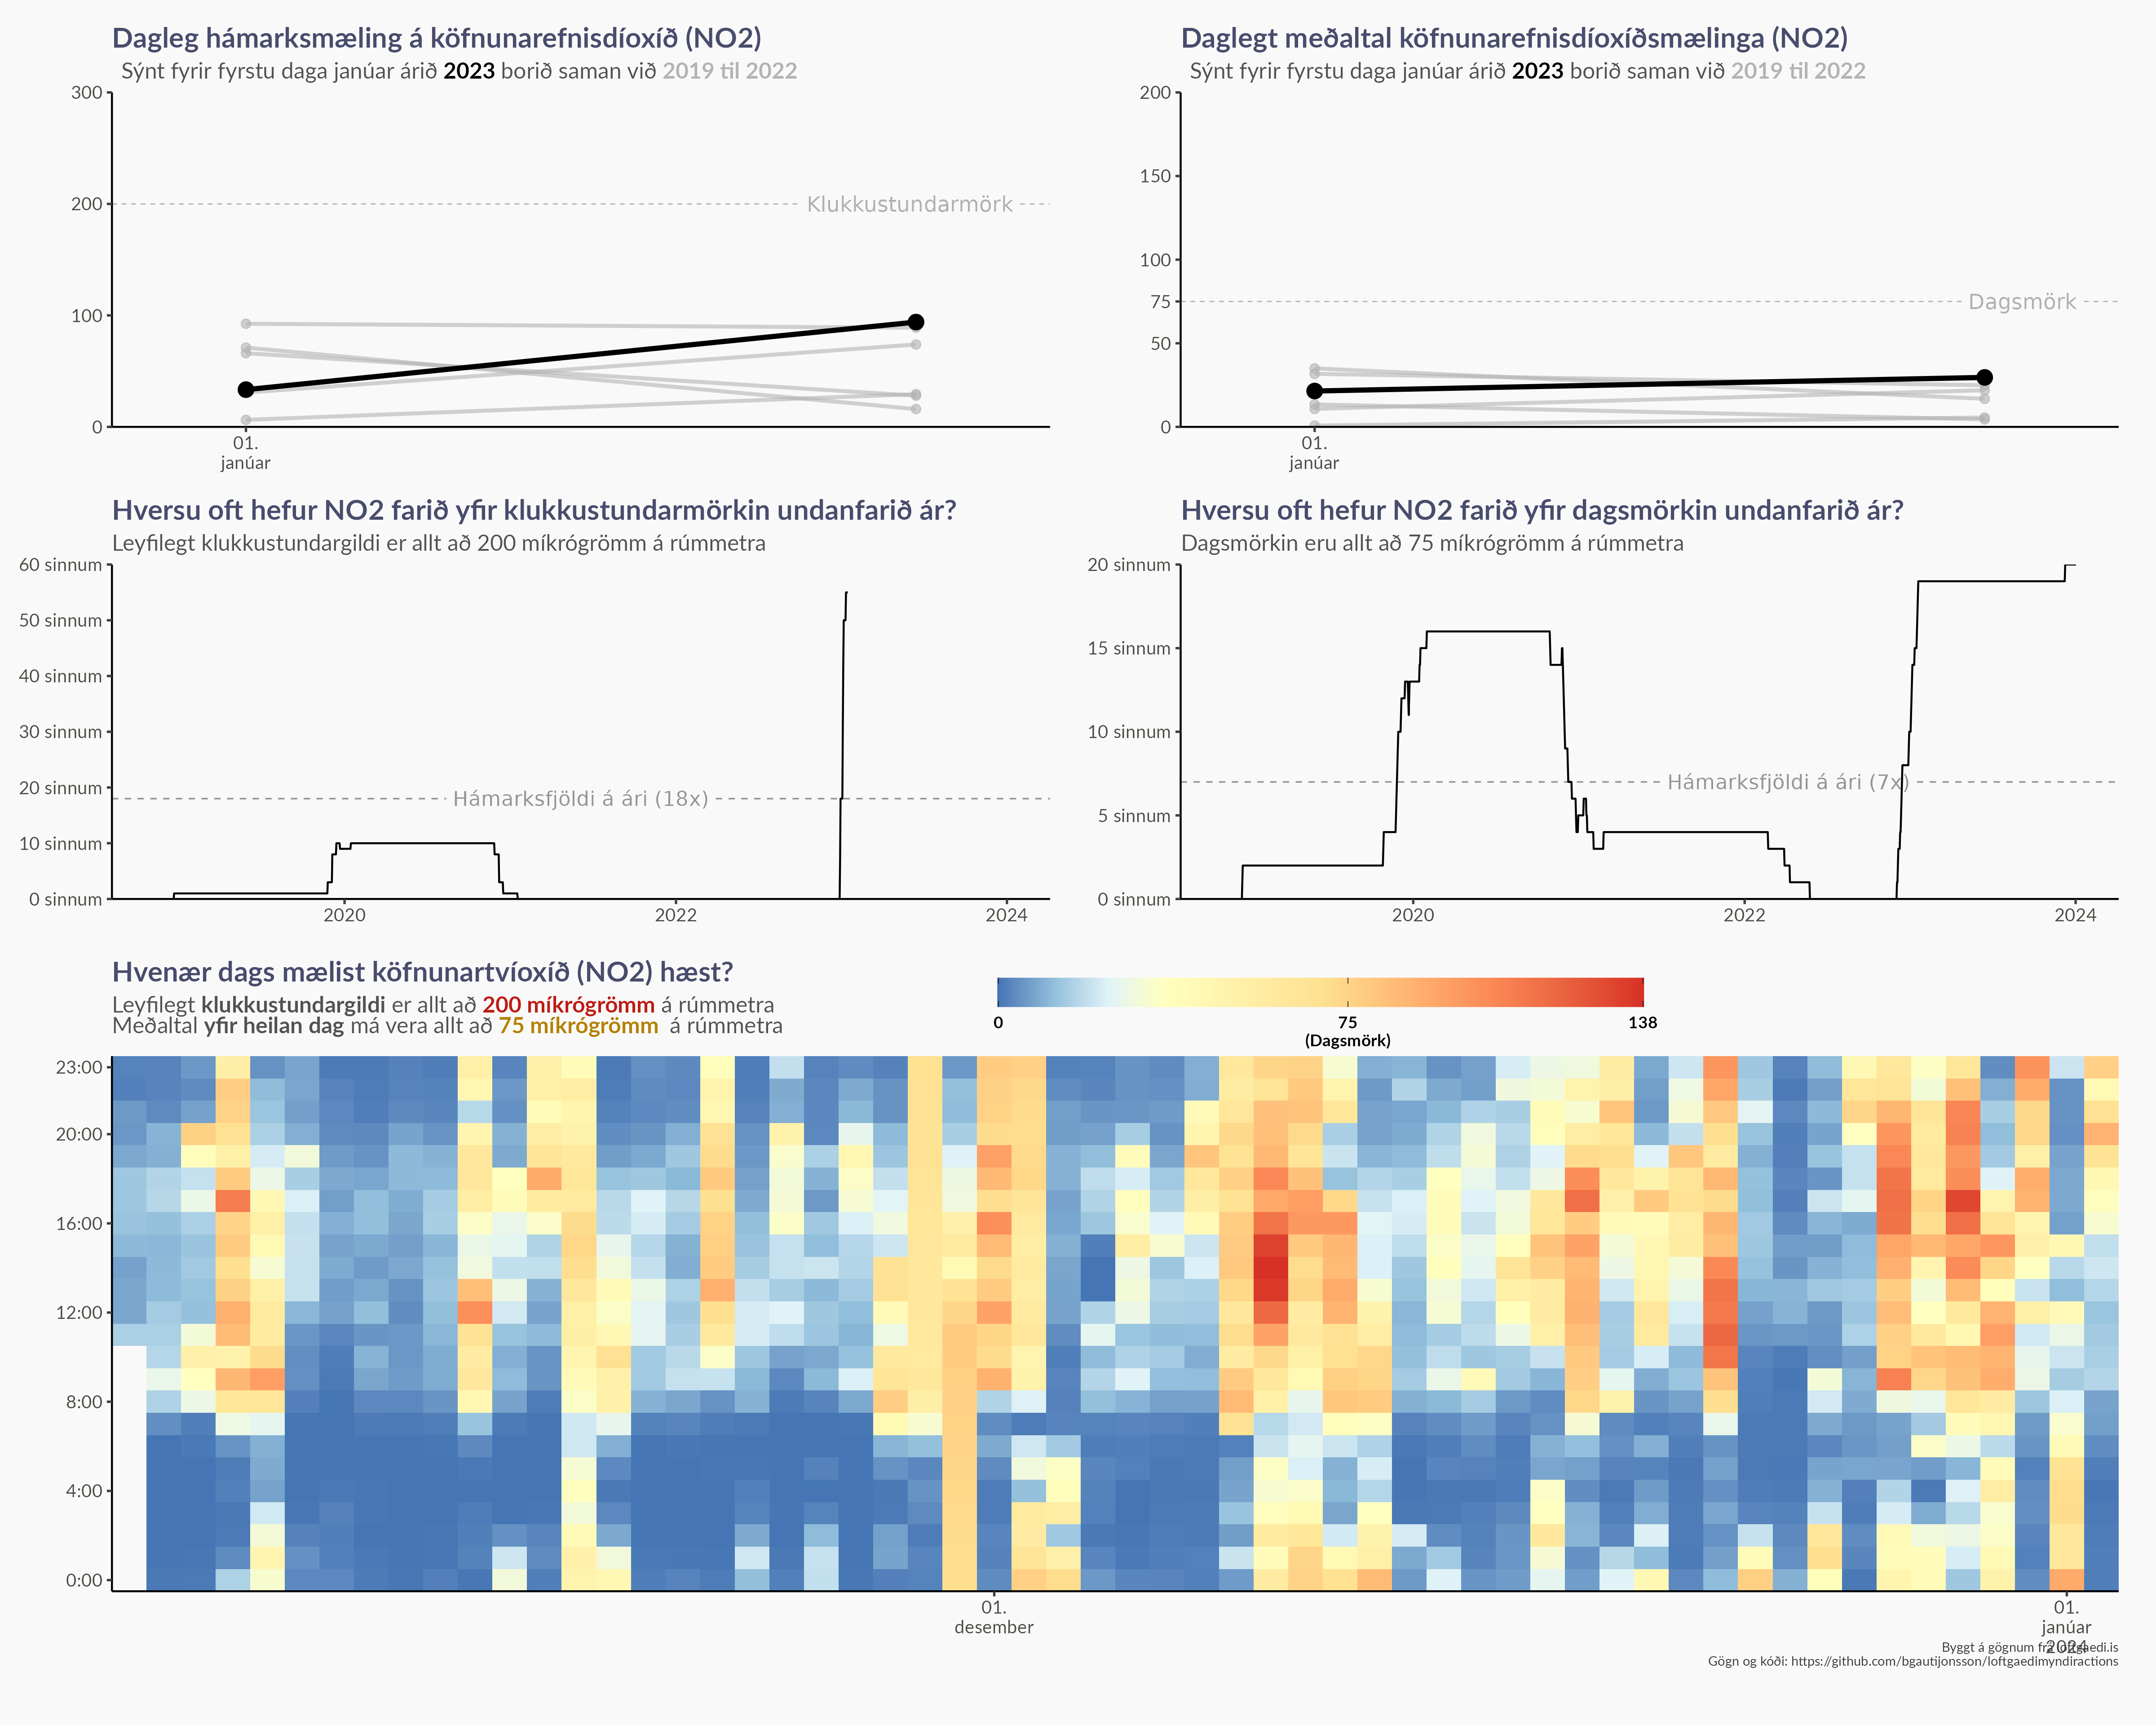 Dagleg hámarksmæling á köfnunarefnisdíoxíð (NO2)
Sýnt fyrir fyrstu daga janúar árið 2023 borið saman við 2019 til 2022
300
200
100
0
Klukkustundarmörk
01.
janúar
Daglegt meðaltal köfnunarefnisdíoxíðsmælinga (NO2)
Sýnt fyrir fyrstu daga janúar árið 2023 borið saman við 2019 til 2022
200
150
100
75
50
0
Dagsmörk
01.
janúar
Hversu oft hefur NO2 farið yfir klukkustundarmörkin undanfarið ár?
Leyfilegt klukkustundargildi er allt að 200 míkrógrömm á rúmmetra
60 sinnum
50 sinnum
40 sinnum
30 sinnum
20 sinnum
10 sinnum
0 sinnum
Hámarksfjöldi á ári (18x)
2020
2022
2024
Hversu oft hefur NO2 farið yfir dagsmörkin undanfarið ár?
Dagsmörkin eru allt að 75 míkrógrömm á rúmmetra
20 sinnum
15 sinnum
10 sinnum
5 sinnum
0 sinnum
Hámarksfjöldi á ári (7x)
2020
2022
2024
Hvenær dags mælist köfnunartvíoxíð (NO2) hæst?
Leyfilegt klukkustundargildi er allt að 200 míkrógrömm á rúmmetra
Meðaltal yfir heilan dag má vera allt að 75 míkrógrömm á rúmmetra
0
75
(Dagsmörk)
138
23:00
20:00
16:00
12:00
8:00
4:00
0:00
01.
desember
01.
janúar
2024
Byggt á gögnum frá loftgaedi.is
Gögn og kóði: https://github.com/bgautijonsson/loftgaedimyndiractions